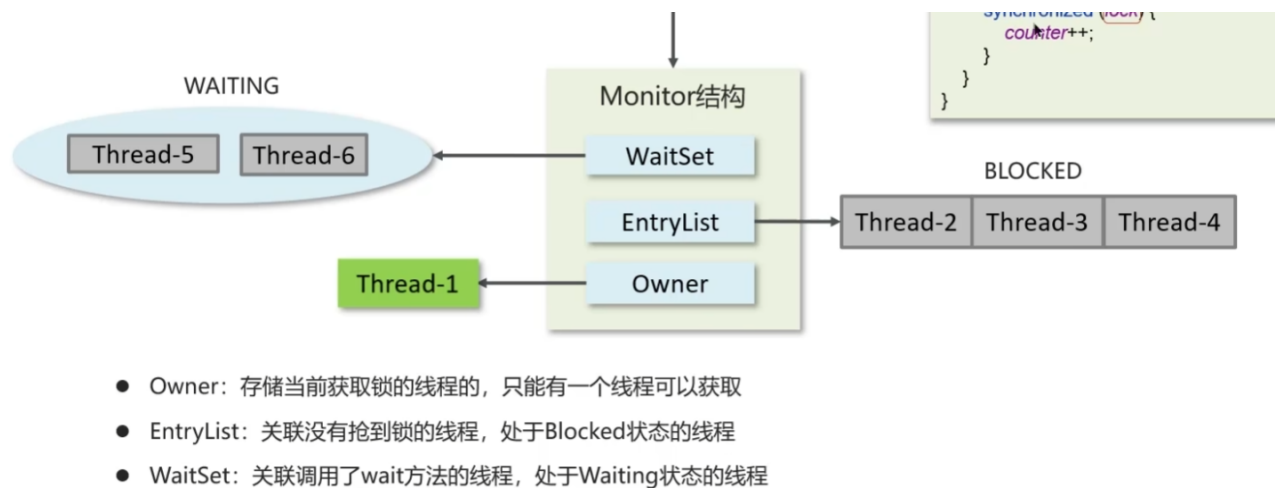 synchronized (lock) {
counter++;
}
}
}
WAITING
Thread-5 Thread-6
Monitor结构
WaitSet
EntryList
Owner
BLOCKED
Thread-2 Thread-3 Thread-4
Thread-1
● Owner：存储当前获取锁的线程的，只能有一个线程可以获取
● EntryList：关联没有抢到锁的线程，处于Blocked状态的线程
● WaitSet：关联调用了wait方法的线程，处于Waiting状态的线程